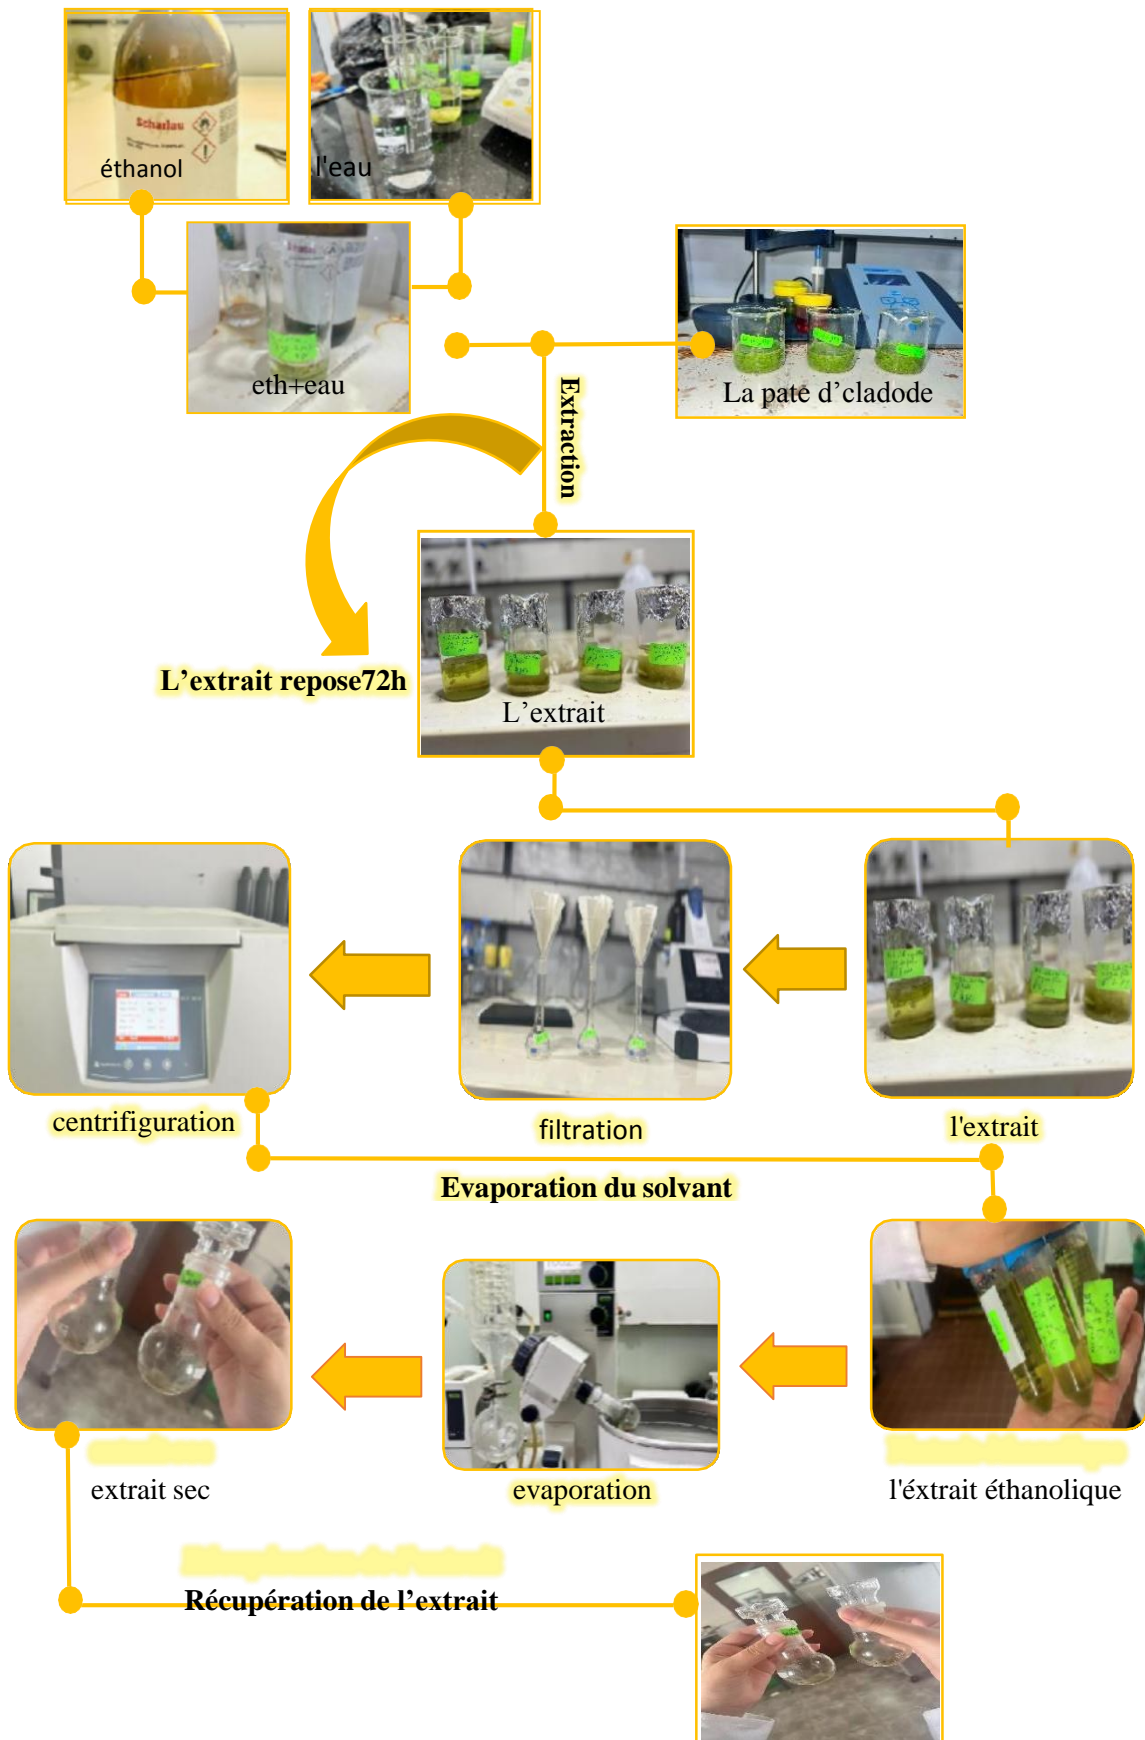 Scharlau
éthanol
l'eau
eth+eau
La pate d’cladode
Extraction
L’extrait repose72h
L’extrait
centrifiguration
filtration
l'extrait
Evaporation du solvant
extrait sec
evaporation
l'éxtrait éthanolique
Récupération de l’extrait